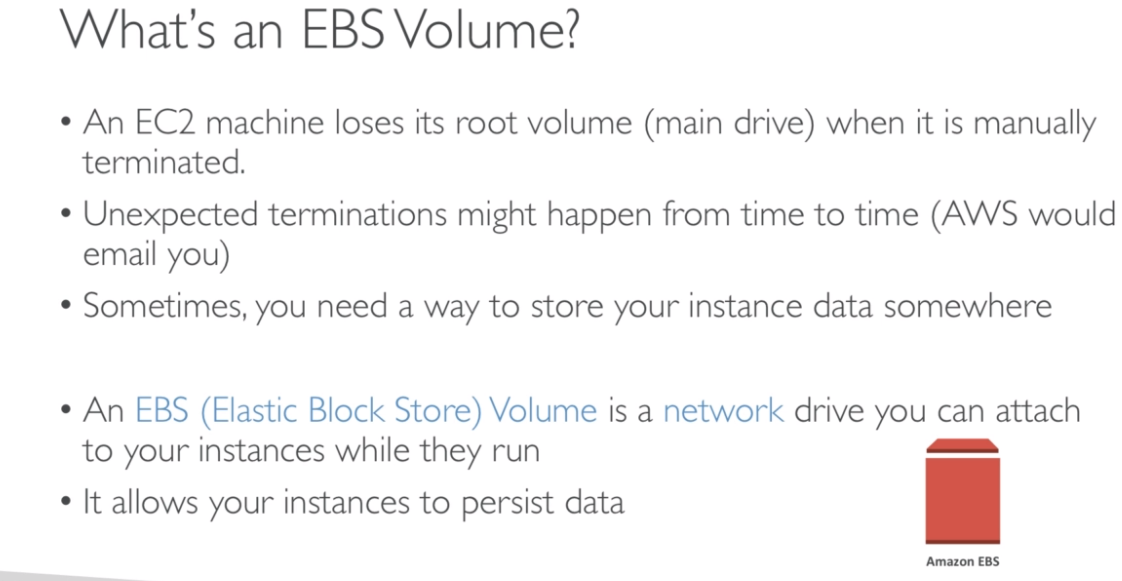 What's an EBS Volume?
• An EC2 machine loses its root volume (main drive) when it is manually
terminated.
• Unexpected terminations might happen from time to time (AWS would
email you)
• Sometimes, you need a way to store your instance data somewhere
• An EBS (Elastic Block Store) Volume is a network drive you can attach
to your instances while they run
• It allows your instances to persist data
Amazon EBS